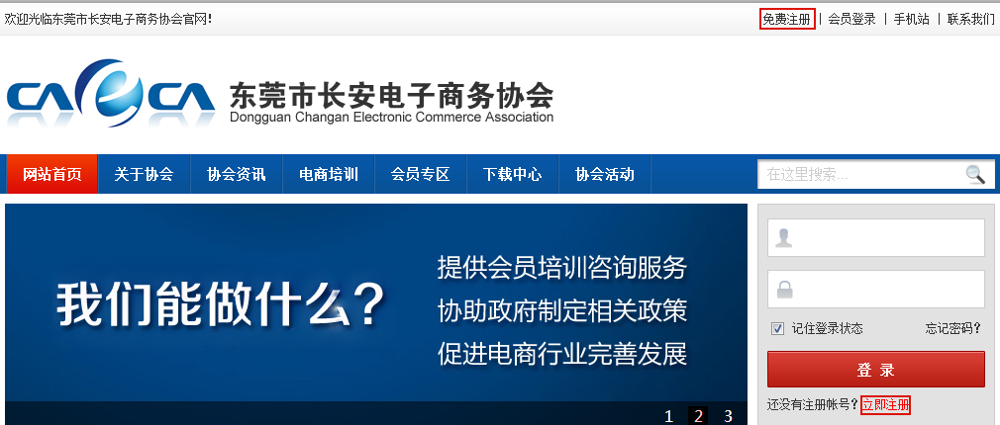 欢迎光临东莞市长安电子商务协会官网！ 免费注册 | 会员登录 | 手机站 | 联系我们
CAECA 东莞市长安电子商务协会
Dongguan Changan Electronic Commerce Association
网站首页 关于协会 协会资讯 电商培训 会员专区 下载中心 协会活动 在这里搜索...
我们能做什么？
提供会员培训咨询服务
协助政府制定相关政策
促进电商行业完善发展
1 2 3
记住登录状态 忘记密码？
登 录
还没有注册帐号？立即注册